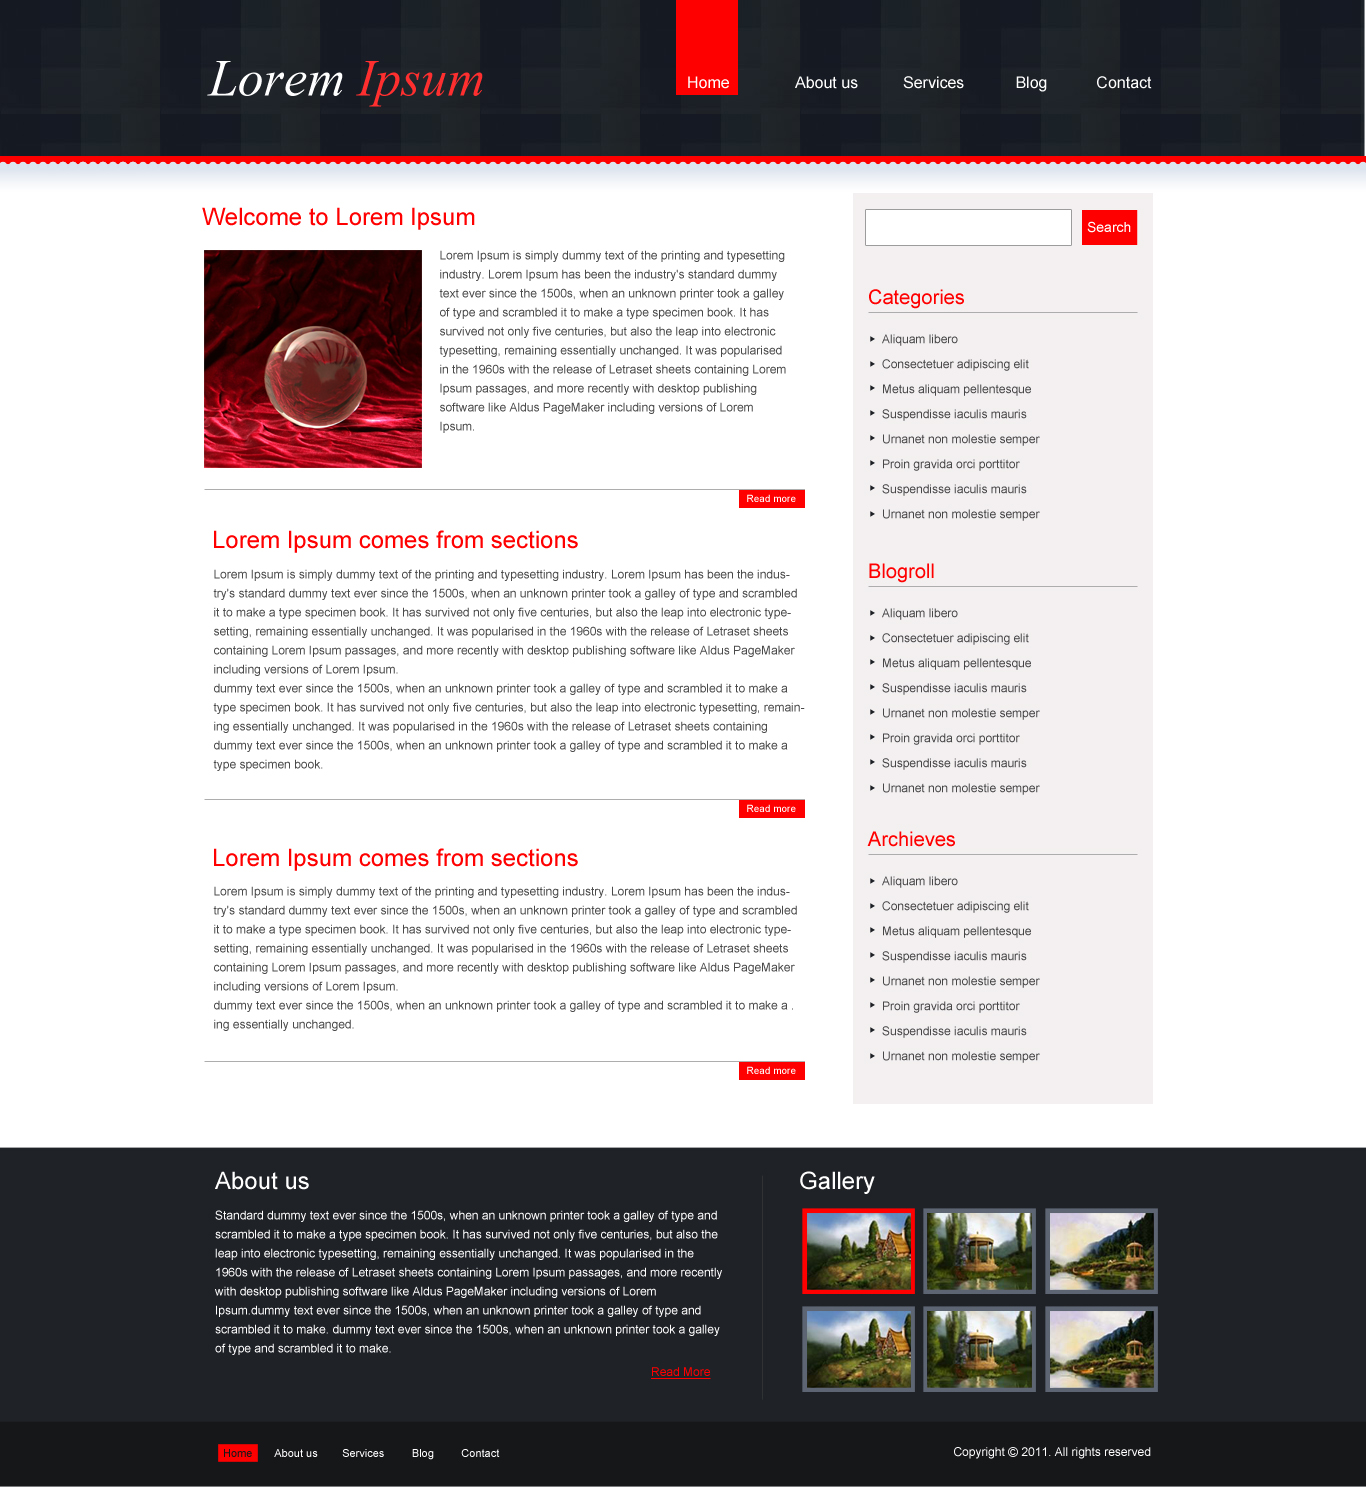 Lorem Ipsum
Home
About us
Services
Blog
Contact
Welcome to Lorem Ipsum
Lorem Ipsum is simply dummy text of the printing and typesetting
industry. Lorem Ipsum has been the industry's standard dummy
text ever since the 1500s, when an unknown printer took a galley
of type and scrambled it to make a type specimen book. It has
survived not only five centuries, but also the leap into electronic
typesetting, remaining essentially unchanged. It was popularised
in the 1960s with the release of Letraset sheets containing Lorem
Ipsum passages, and more recently with desktop publishing
software like Aldus PageMaker including versions of Lorem
Ipsum.
Read more
Lorem Ipsum comes from sections
Lorem Ipsum is simply dummy text of the printing and typesetting industry. Lorem Ipsum has been the indus-
try's standard dummy text ever since the 1500s, when an unknown printer took a galley of type and scrambled
it to make a type specimen book. It has survived not only five centuries, but also the leap into electronic type-
setting, remaining essentially unchanged. It was popularised in the 1960s with the release of Letraset sheets
containing Lorem Ipsum passages, and more recently with desktop publishing software like Aldus PageMaker
including versions of Lorem Ipsum.
dummy text ever since the 1500s, when an unknown printer took a galley of type and scrambled it to make a
type specimen book. It has survived not only five centuries, but also the leap into electronic typesetting, remain-
ing essentially unchanged. It was popularised in the 1960s with the release of Letraset sheets containing
dummy text ever since the 1500s, when an unknown printer took a galley of type and scrambled it to make a
type specimen book.
Read more
Lorem Ipsum comes from sections
Lorem Ipsum is simply dummy text of the printing and typesetting industry. Lorem Ipsum has been the indus-
try's standard dummy text ever since the 1500s, when an unknown printer took a galley of type and scrambled
it to make a type specimen book. It has survived not only five centuries, but also the leap into electronic type-
setting, remaining essentially unchanged. It was popularised in the 1960s with the release of Letraset sheets
containing Lorem Ipsum passages, and more recently with desktop publishing software like Aldus PageMaker
including versions of Lorem Ipsum.
dummy text ever since the 1500s, when an unknown printer took a galley of type and scrambled it to make a .
ing essentially unchanged.
Read more
Search
Categories
Aliquam libero
Consectetuer adipiscing elit
Metus aliquam pellentesque
Suspendisse iaculis mauris
Urnanet non molestie semper
Proin gravida orci porttitor
Suspendisse iaculis mauris
Urnanet non molestie semper
Blogroll
Aliquam libero
Consectetuer adipiscing elit
Metus aliquam pellentesque
Suspendisse iaculis mauris
Urnanet non molestie semper
Proin gravida orci porttitor
Suspendisse iaculis mauris
Urnanet non molestie semper
Archieves
Aliquam libero
Consectetuer adipiscing elit
Metus aliquam pellentesque
Suspendisse iaculis mauris
Urnanet non molestie semper
Proin gravida orci porttitor
Suspendisse iaculis mauris
Urnanet non molestie semper
About us
Standard dummy text ever since the 1500s, when an unknown printer took a galley of type and
scrambled it to make a type specimen book. It has survived not only five centuries, but also the
leap into electronic typesetting, remaining essentially unchanged. It was popularised in the
1960s with the release of Letraset sheets containing Lorem Ipsum passages, and more recently
with desktop publishing software like Aldus PageMaker including versions of Lorem
Ipsum.dummy text ever since the 1500s, when an unknown printer took a galley of type and
scrambled it to make. dummy text ever since the 1500s, when an unknown printer took a galley
of type and scrambled it to make.
Read More
Gallery
Home
About us
Services
Blog
Contact
Copyright © 2011. All rights reserved